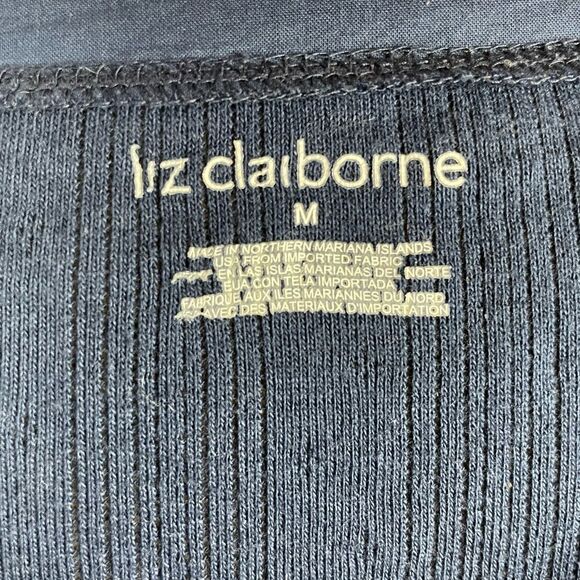 liz claiborne
M
MADE IN NORTHERN MARIANA ISLANDS
USA FROM IMPORTED FABRIC
EN LAS ISLAS MARIANAS DEL NORTE
EUA CON TELA IMPORTADA
FABRIQUE AUX ILES MARIANNES DU NORD
AVEC DES MATERIAUX D'IMPORTATION